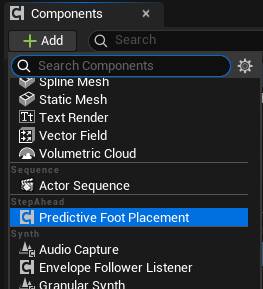 Components
+ Add
Search
Search Components
Spline Mesh
Static Mesh
Text Render
Vector Field
Volumetric Cloud
Sequence
Actor Sequence
StepAhead
Predictive Foot Placement
Synth
Audio Capture
Envelope Follower Listener
Granular Synth